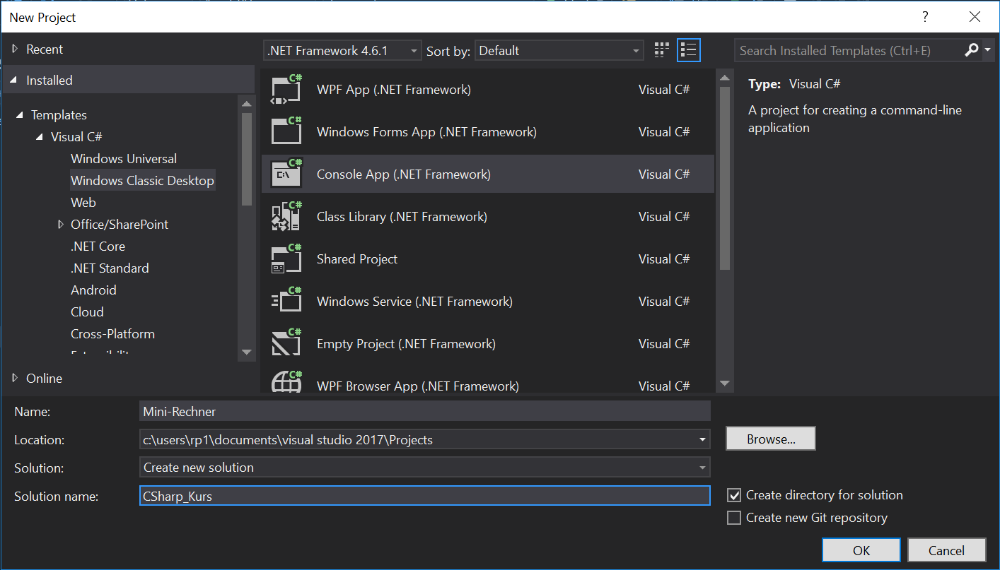 New Project
?
Recent
Installed
Templates
Visual C#
Windows Universal
Windows Classic Desktop
Web
Office/SharePoint
.NET Core
.NET Standard
Android
Cloud
Cross-Platform
Online
.NET Framework 4.6.1
Sort by: Default
Search Installed Templates (Ctrl+E)
C# WPF App (.NET Framework) Visual C#
C# Windows Forms App (.NET Framework) Visual C#
C# C:\ Console App (.NET Framework) Visual C#
C# Class Library (.NET Framework) Visual C#
C# Shared Project Visual C#
C# Windows Service (.NET Framework) Visual C#
C# Empty Project (.NET Framework) Visual C#
C# WPF Browser App (.NET Framework) Visual C#
Type: Visual C#
A project for creating a command-line
application
Name: Mini-Rechner
Location: c:\users\rp1\documents\visual studio 2017\Projects
Browse...
Solution: Create new solution
Solution name: CSharp_Kurs
Create directory for solution
Create new Git repository
OK
Cancel